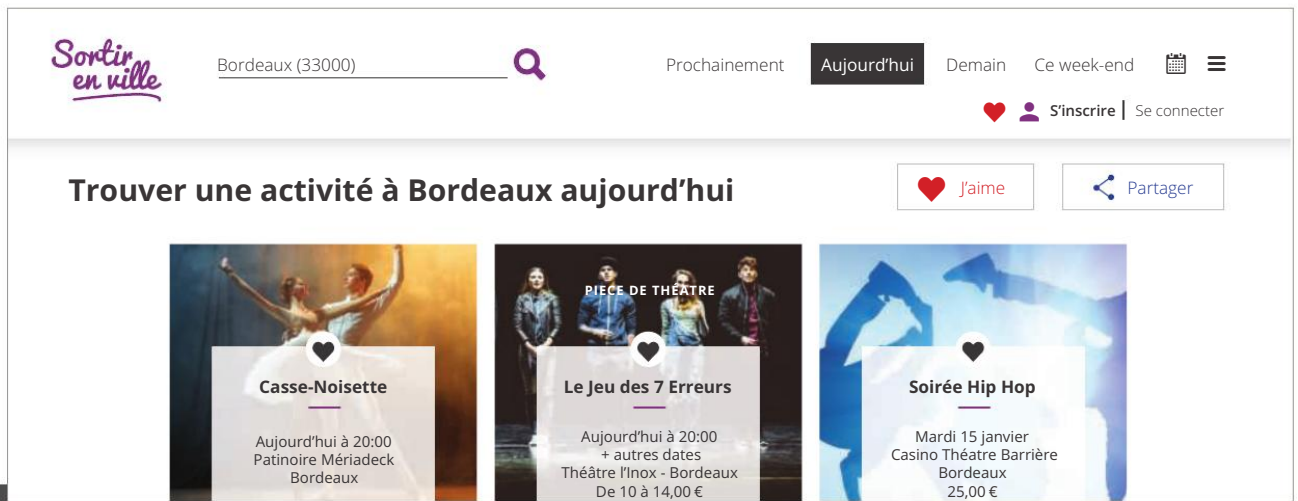 Sortir
en ville
Bordeaux (33000)
Prochainement
Aujourd'hui
Demain
Ce week-end
S'inscrire | Se connecter
Trouver une activité à Bordeaux aujourd'hui
J'aime
Partager
Casse-Noisette
Aujourd'hui à 20:00
Patinoire Mériadeck
Bordeaux
PIECE DE THÉATRE
Le Jeu des 7 Erreurs
Aujourd'hui à 20:00
+ autres dates
Théâtre l'Inox - Bordeaux
De 10 à 14,00 €
Soirée Hip Hop
Mardi 15 janvier
Casino Théatre Barrière
Bordeaux
25,00 €